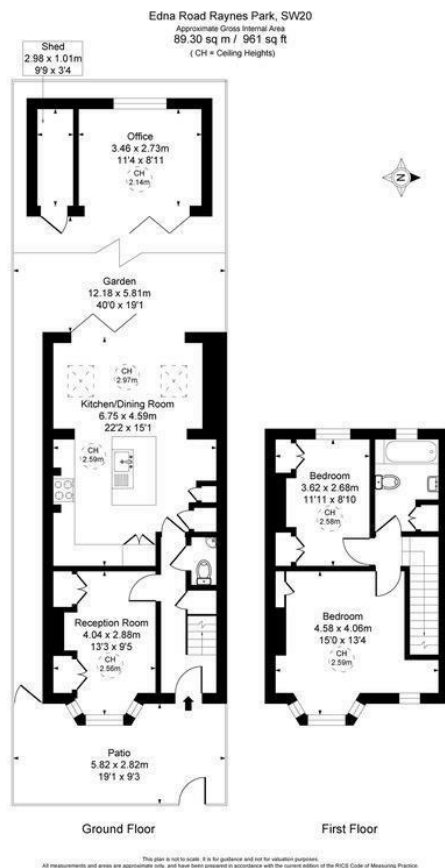 Edna Road Raynes Park, SW20
Approximate Gross Internal Area
89.30 sq m / 961 sq ft
( CH = Ceiling Heights)
Shed
2.98 x 1.01m
9'9 x 3'4
Office
3.46 x 2.73m
11'4 x 8'11
CH
2.14m
N
Garden
12.18 x 5.81m
40'0 x 19'1
CH
2.97m
Kitchen/Dining Room
6.75 x 4.59m
22'2 x 15'1
CH
2.59m
Reception Room
4.04 x 2.88m
13'3 x 9'5
CH
2.56m
Patio
5.82 x 2.82m
19'1 x 9'3
Ground Floor
Bedroom
3.62 x 2.68m
11'11 x 8'10
CH
2.58m
Bedroom
4.58 x 4.06m
15'0 x 13'4
CH
2.59m
First Floor
This plan is not to scale. It is for guidance and not for valuation purposes.
All measurements and areas are approximate only, and have been prepared in accordance with the current edition of the RICS Code of Measuring Practice.